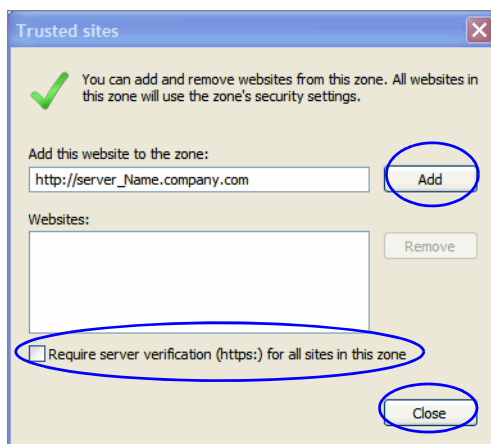 Trusted sites
You can add and remove websites from this zone. All websites in
this zone will use the zone's security settings.
Add this website to the zone:
http://server_Name.company.com
Add
Websites:
Remove
Require server verification (https:) for all sites in this zone
Close